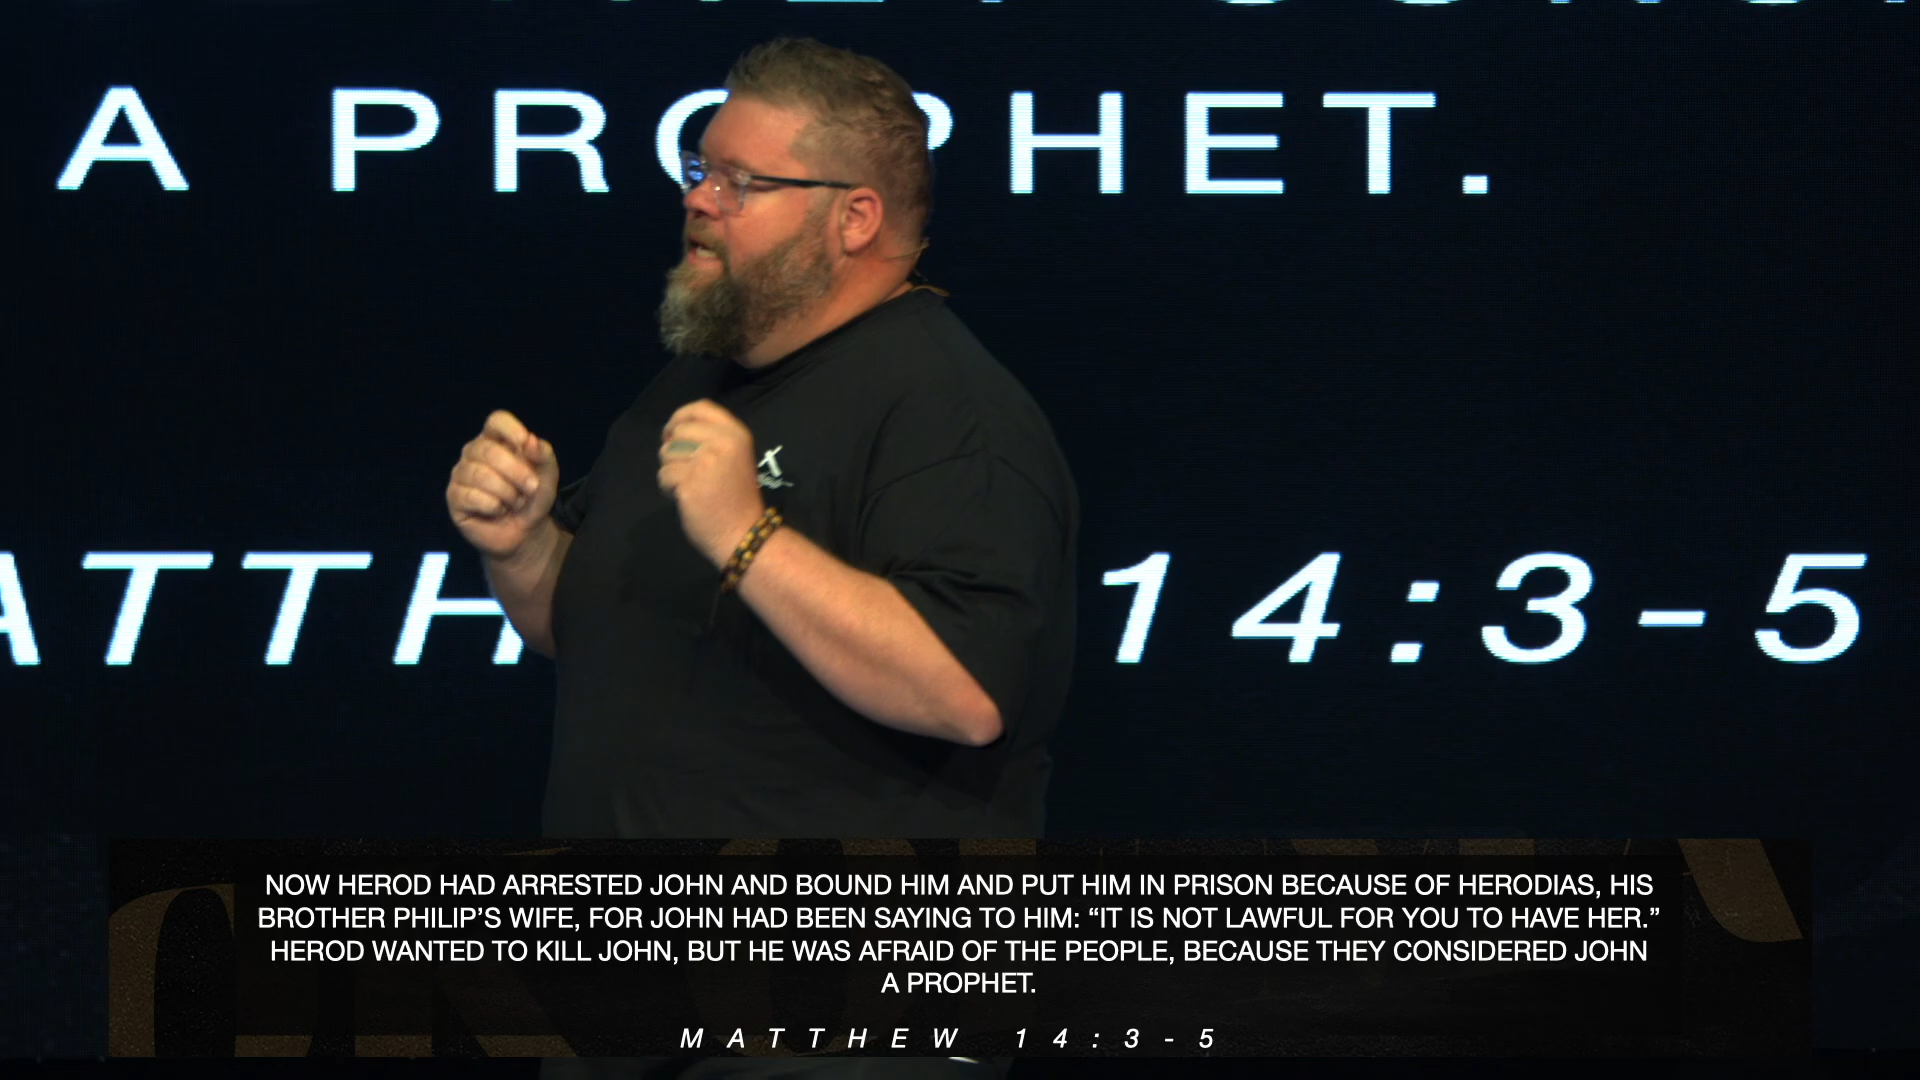 A PROPHET.
MATTHEW 14:3-5
NOW HEROD HAD ARRESTED JOHN AND BOUND HIM AND PUT HIM IN PRISON BECAUSE OF HERODIAS, HIS
BROTHER PHILIP’S WIFE, FOR JOHN HAD BEEN SAYING TO HIM: “IT IS NOT LAWFUL FOR YOU TO HAVE HER.”
HEROD WANTED TO KILL JOHN, BUT HE WAS AFRAID OF THE PEOPLE, BECAUSE THEY CONSIDERED JOHN
A PROPHET.
MATTHEW 14:3-5